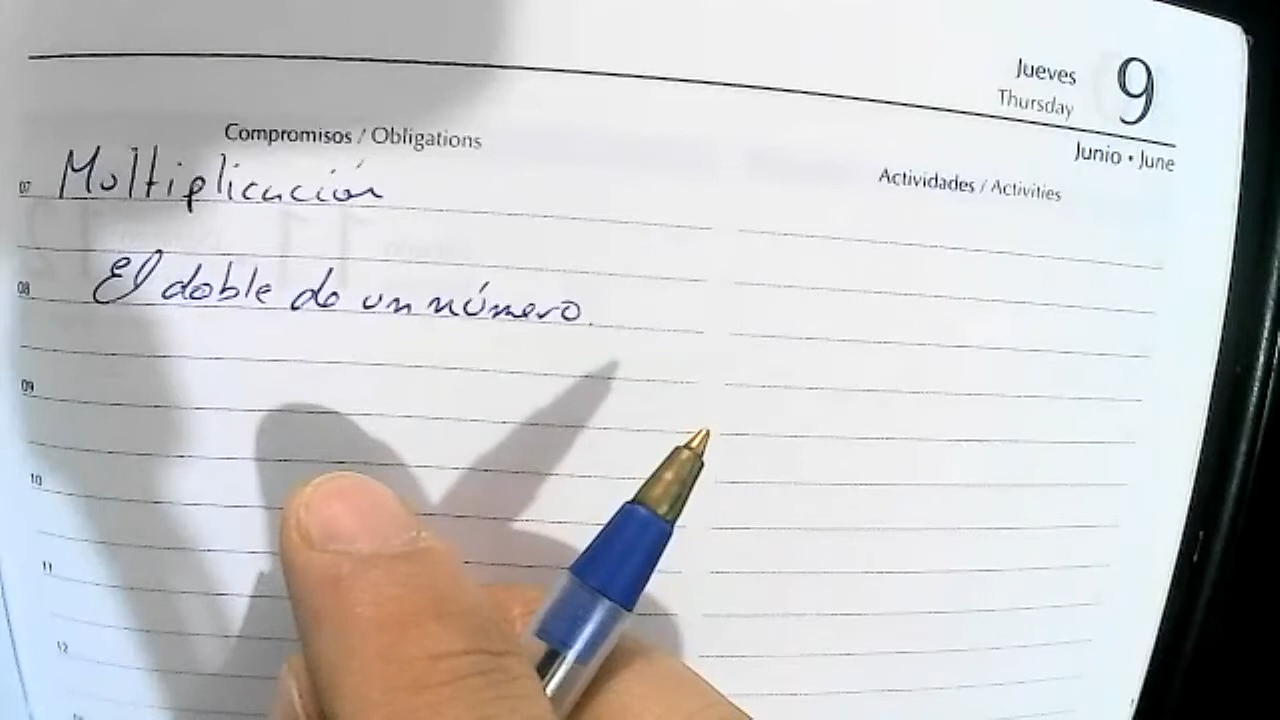 Jueves 9
Thursday
Junio • June
Compromisos / Obligations
Actividades / Activities
07 Multiplicación
08 El doble de un número.
09
10
11
12